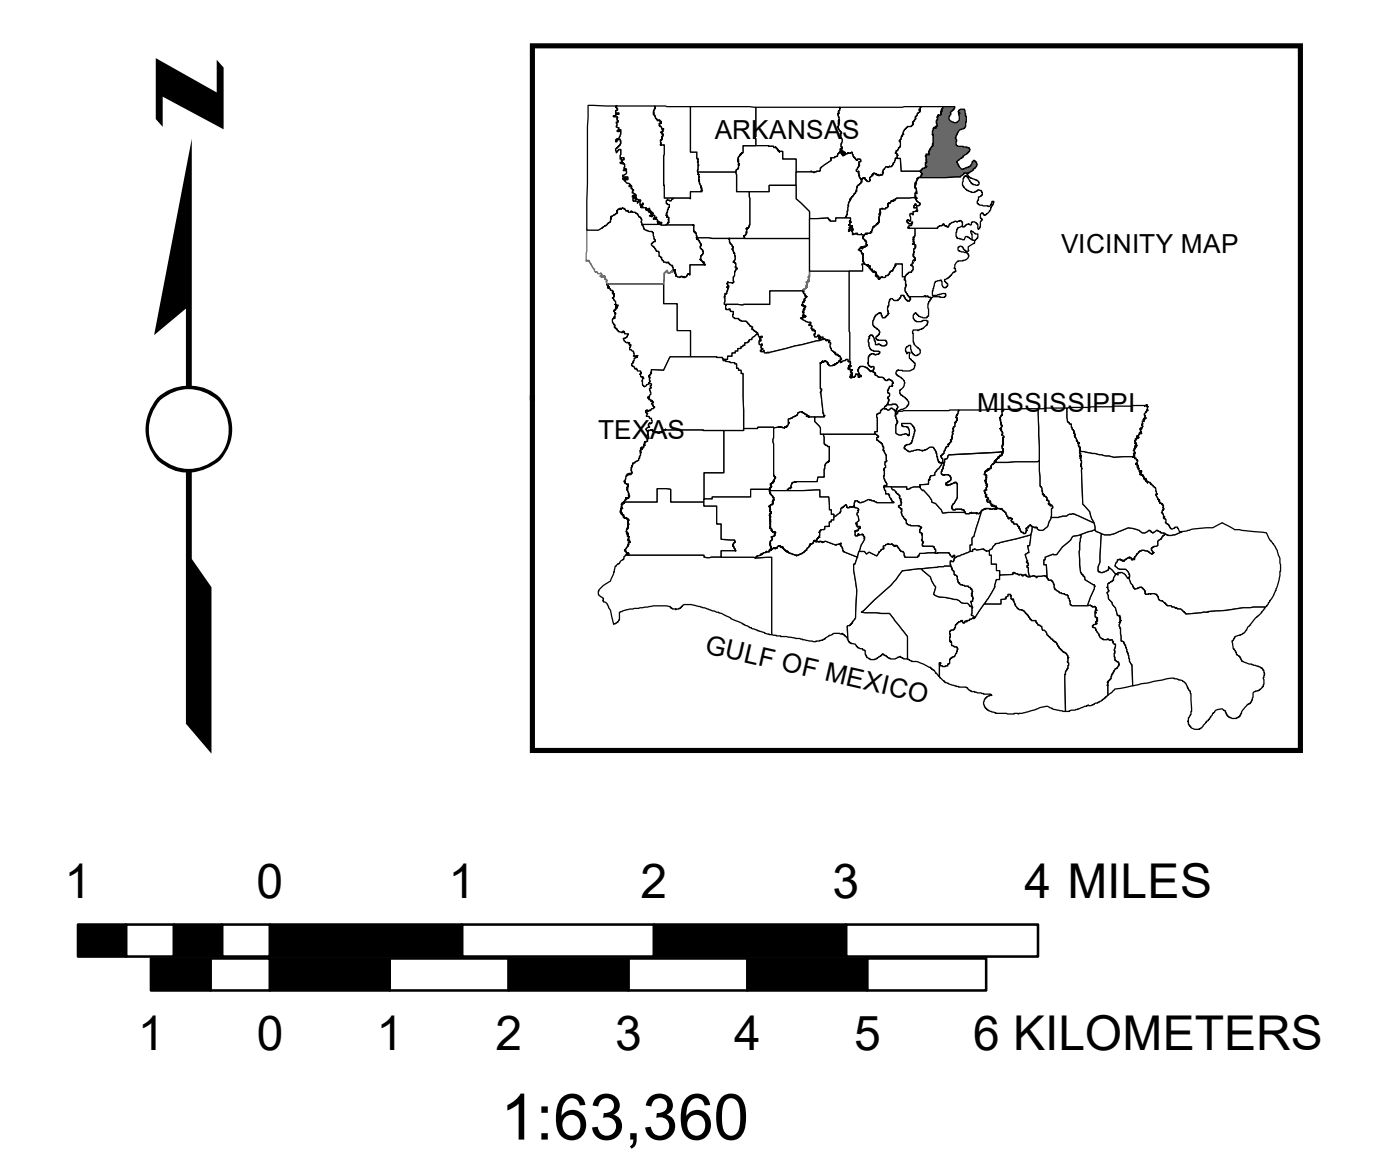 N
ARKANSAS
VICINITY MAP
MISSISSIPPI
TEXAS
GULF OF MEXICO
1 0 1 2 3 4 MILES
1 0 1 2 3 4 5 6 KILOMETERS
1:63,360